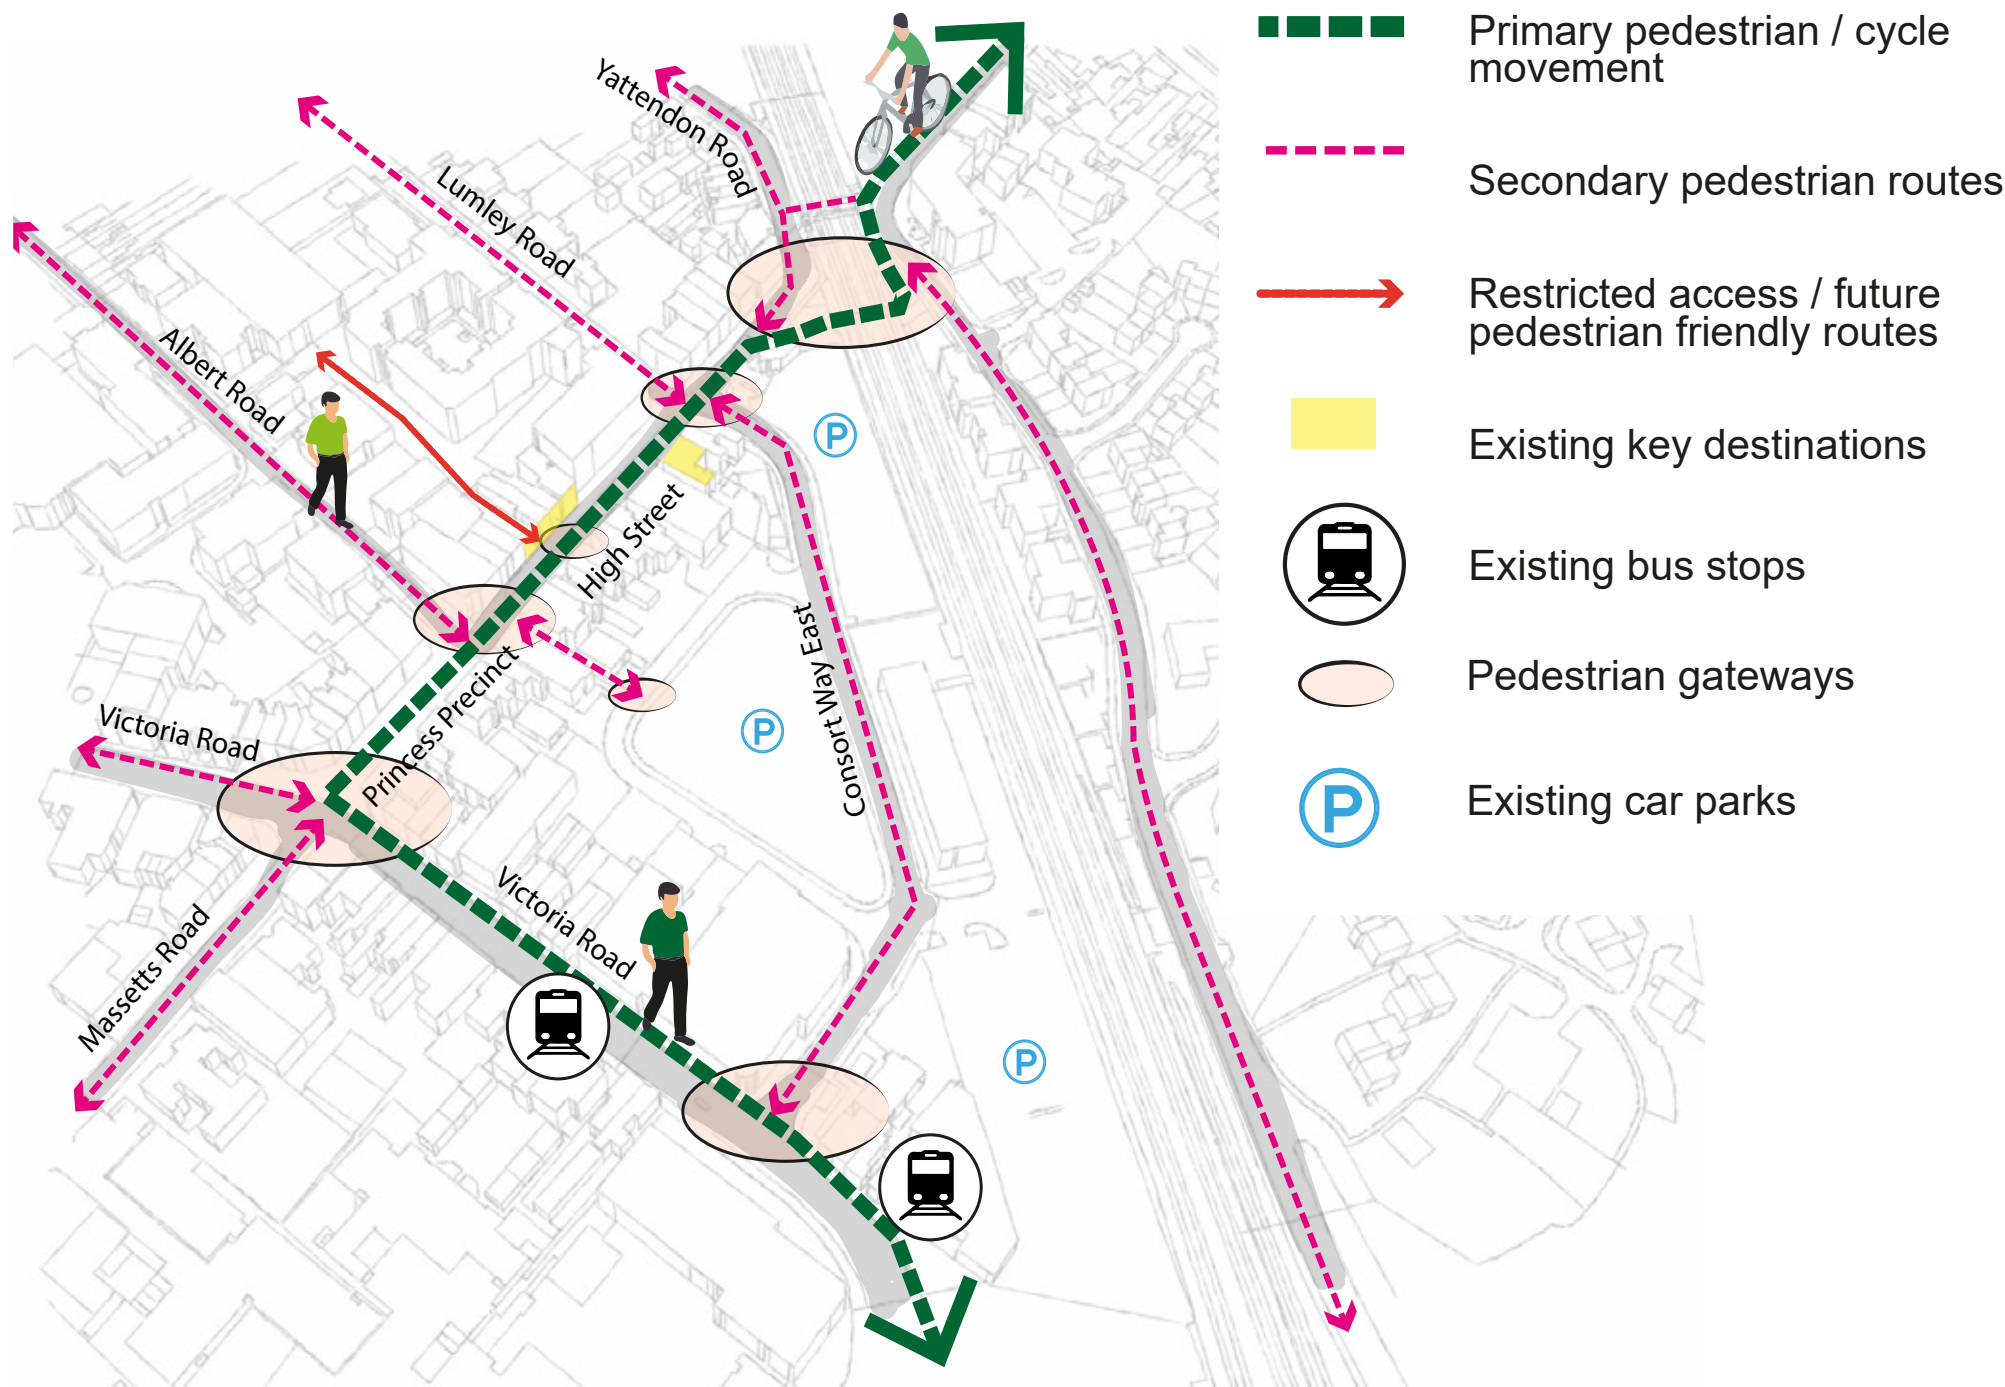 Primary pedestrian / cycle
movement
Secondary pedestrian routes
Restricted access / future
pedestrian friendly routes
Existing key destinations
Existing bus stops
Pedestrian gateways
P
Existing car parks
Yattendon Road
Lumley Road
Albert Road
P
High Street
Princess Precinct
P
Consort Way East
Victoria Road
Victoria Road
Massetts Road
P